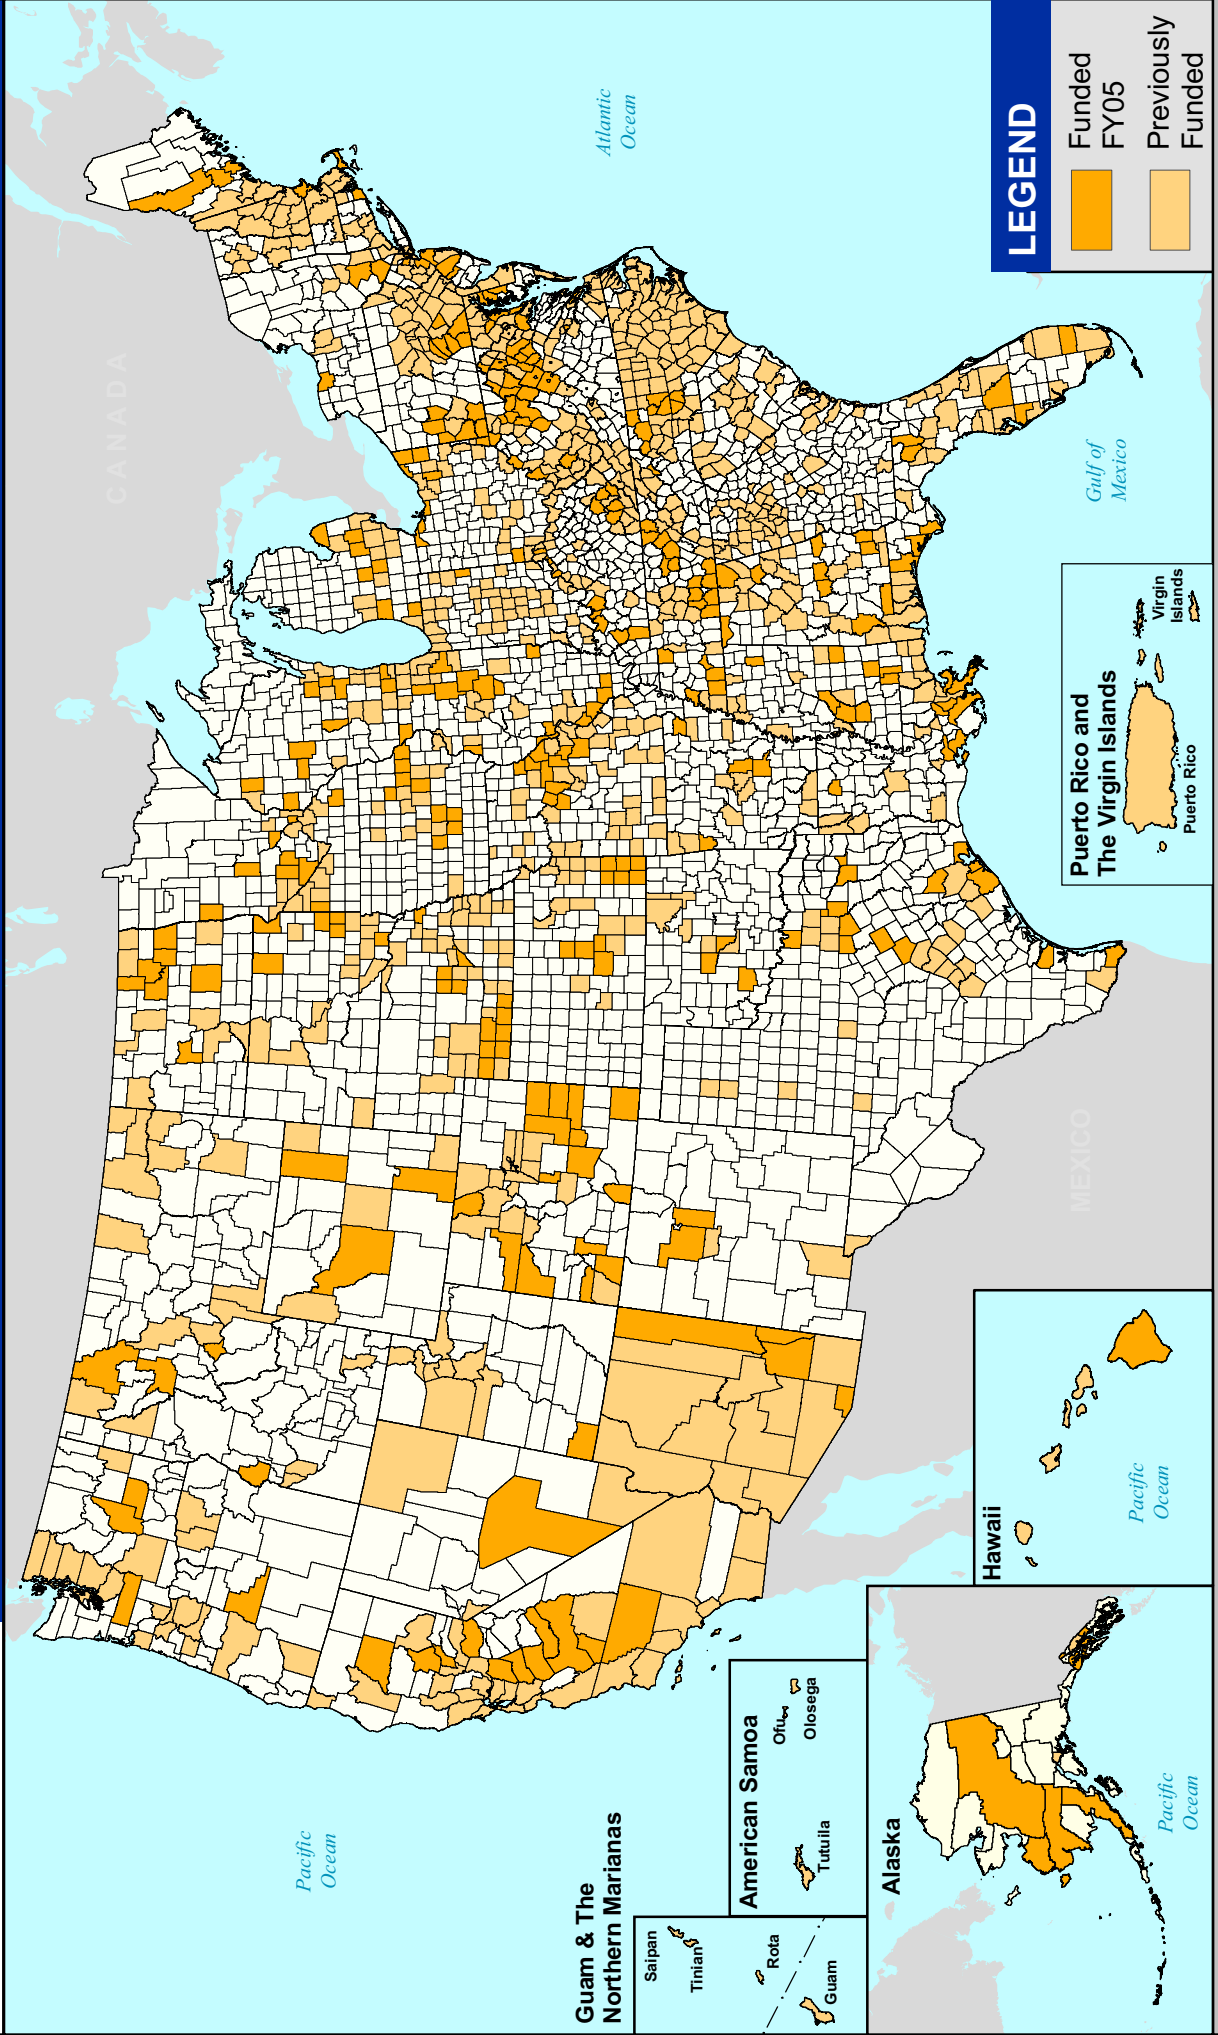 CANADA
Atlantic
Ocean
Pacific
Ocean
Gulf of
Mexico
MEXICO
Guam & The
Northern Marianas
Saipan
Tinian
Rota
Guam
American Samoa
Ofu
Olosega
Tutuila
Alaska
Pacific
Ocean
Hawaii
Pacific
Ocean
Puerto Rico and
The Virgin Islands
Virgin
Islands
Puerto Rico
LEGEND
Funded
FY05
Previously
Funded